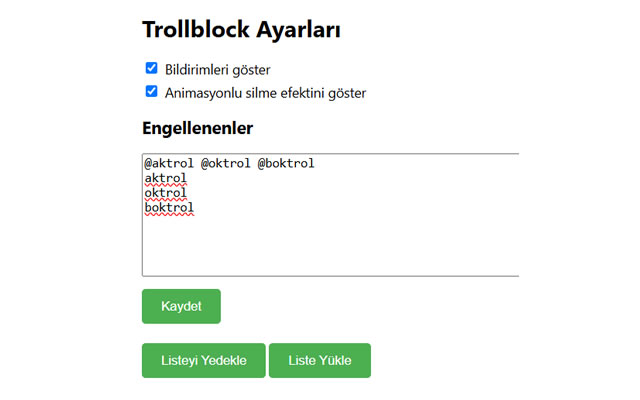 Trollblock Ayarları
Bildirimleri göster
Animasyonlu silme efektini göster
Engellenenler
@aktrol @oktrol @boktrol
aktrol
oktrol
boktrol
Kaydet
Listeyi Yedekle Liste Yükle